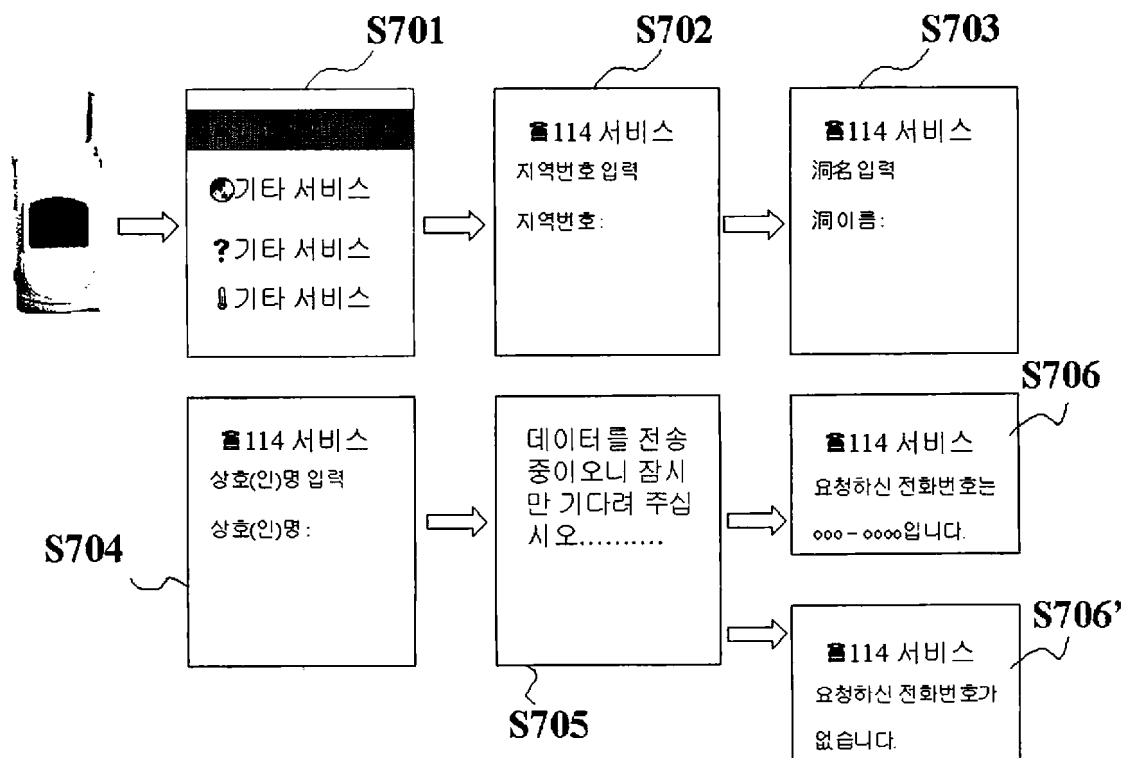 S701
S702
S703
기타 서비스
?기타 서비스
기타 서비스
☎114 서비스
지역번호 입력
지역번호 :
☎114 서비스
洞名 입력
洞이름 :
S704
☎114 서비스
상호(인)명 입력
상호(인)명 :
데이터를 전송
중이오니 잠시
만 기다려 주십
시오..........
S705
S706
☎114 서비스
요청하신 전화번호는
ooo – oooo입니다.
S706’
☎114 서비스
요청하신 전화번호가
없습니다.